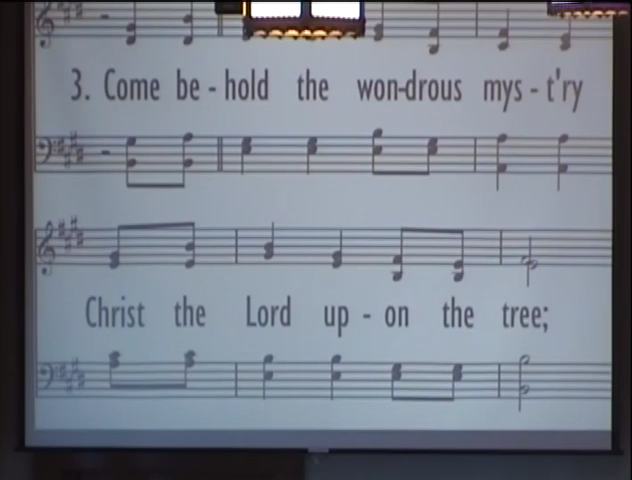 3. Come be - hold the won-drous mys - t'ry
Christ the Lord up - on the tree;